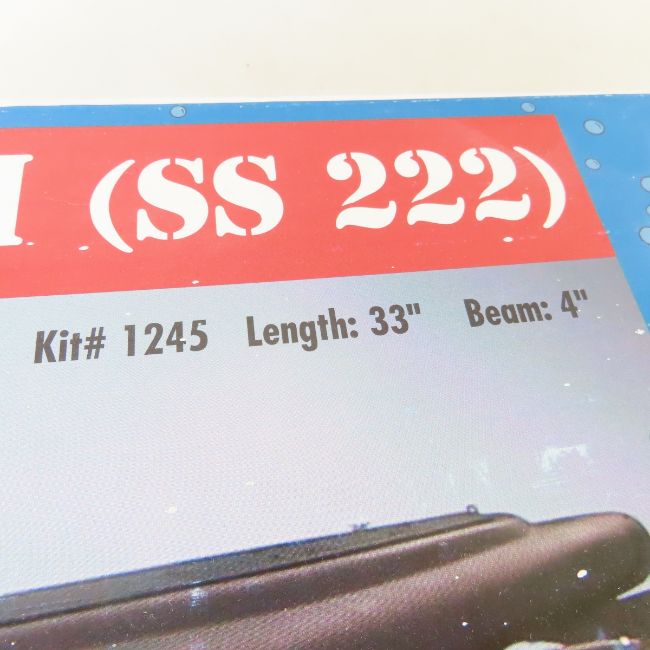 (SS 222)
Kit# 1245 Length: 33" Beam: 4"